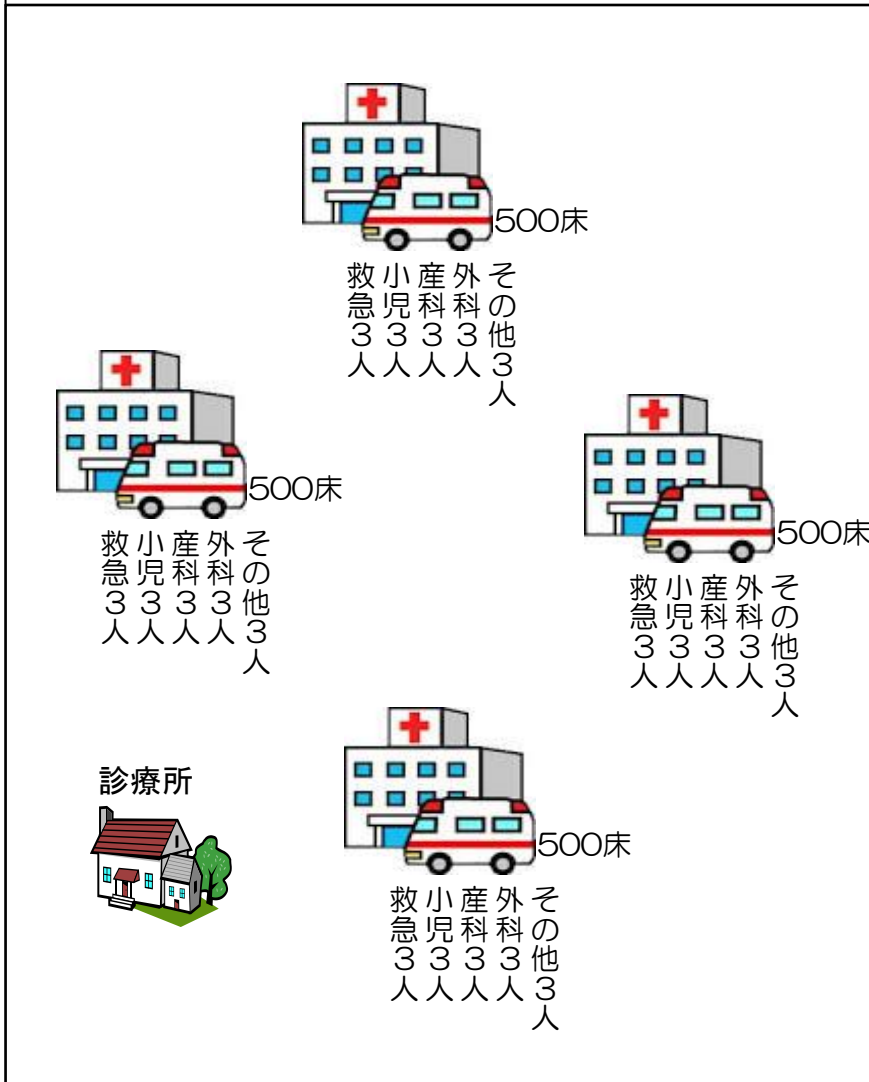 500床
救急３人
小児３人
産科３人
外科３人
その他３人
500床
救急３人
小児３人
産科３人
外科３人
その他３人
500床
救急３人
小児３人
産科３人
外科３人
その他３人
診療所
500床
救急３人
小児３人
産科３人
外科３人
その他３人